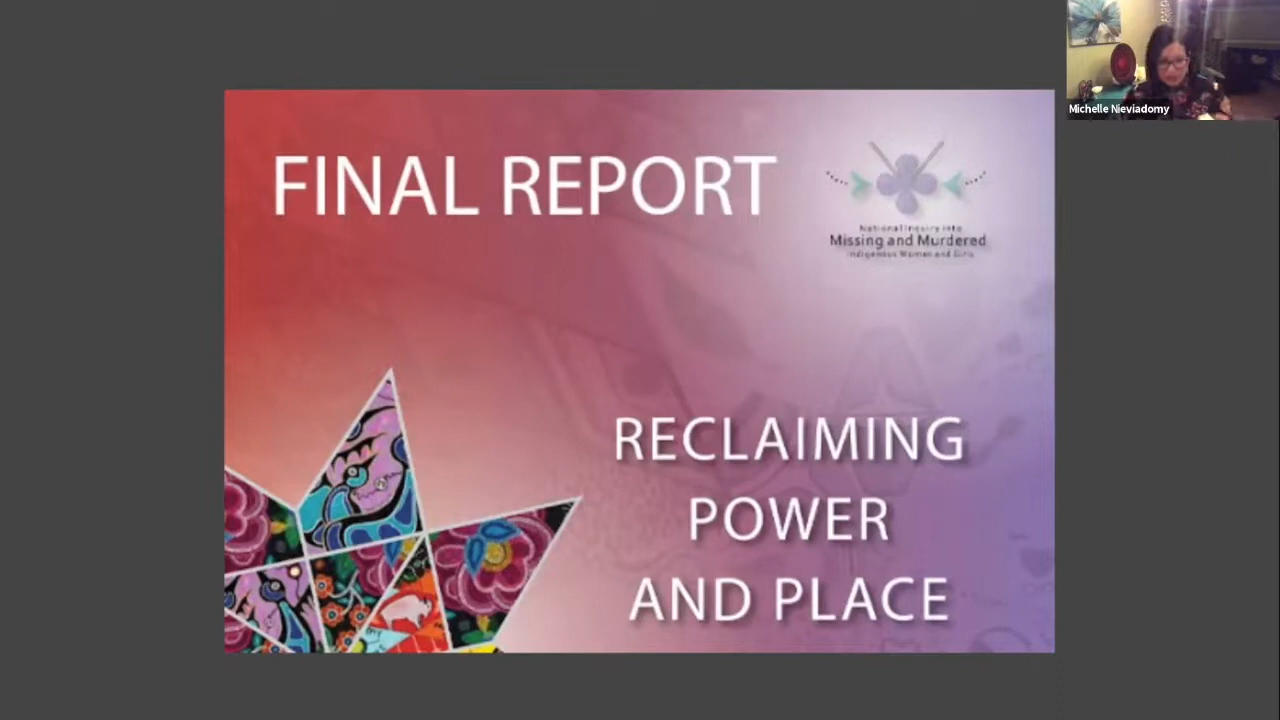 Michelle Nieviadomy
FINAL REPORT
National Inquiry into
Missing and Murdered
Indigenous Women and Girls
RECLAIMING
POWER
AND PLACE